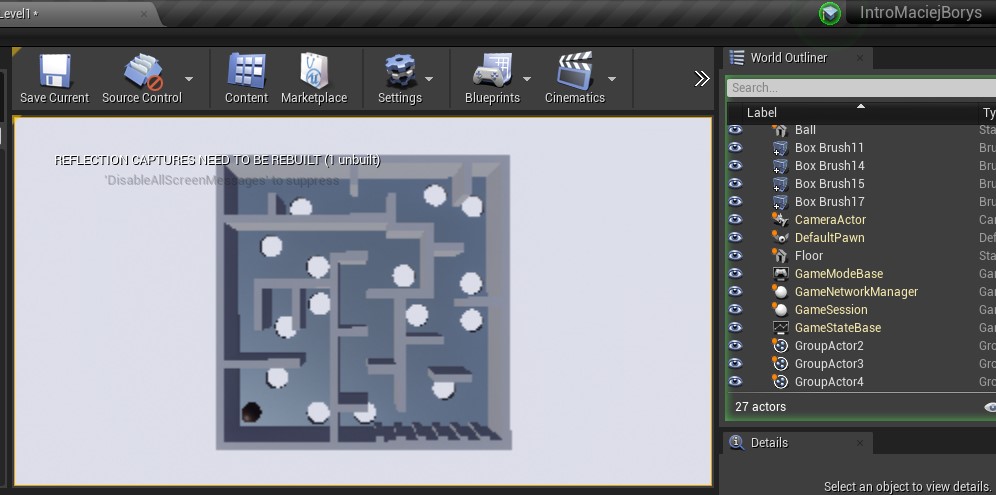 Level1*
IntroMaciejBorys
Save Current
Source Control
Content
Marketplace
Settings
Blueprints
Cinematics
World Outliner
Search...
Label
Ty
REFLECTION CAPTURES NEED TO BE REBUILT (1 unbuilt)
'DisableAllScreenMessages' to suppress
Ball Sta
Box Brush11 Bru
Box Brush14 Bru
Box Brush15 Bru
Box Brush17 Bru
CameraActor Car
DefaultPawn Def
Floor Sta
GameModeBase Gar
GameNetworkManager Gar
GameSession Gar
GameStateBase Gar
GroupActor2 Gro
GroupActor3 Gro
GroupActor4 Gro
27 actors
Details
Select an object to view details.